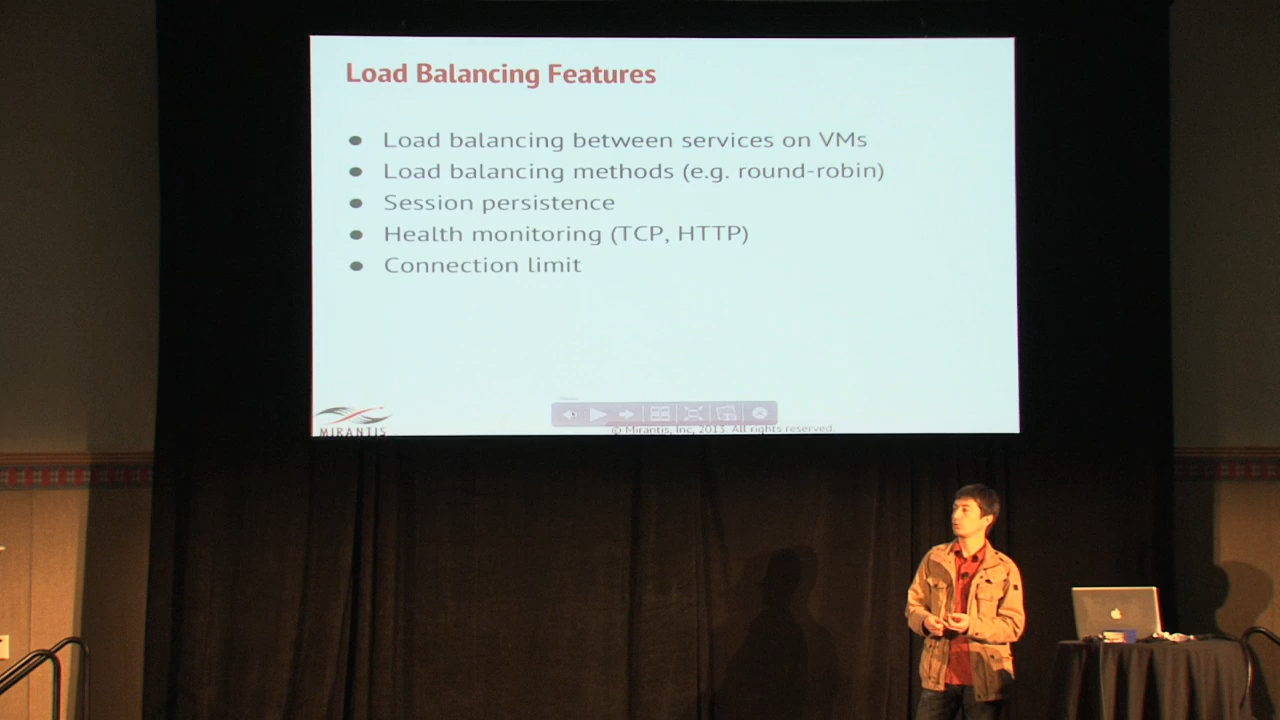 Load Balancing Features
● Load balancing between services on VMs
● Load balancing methods (e.g. round-robin)
● Session persistence
● Health monitoring (TCP, HTTP)
● Connection limit
MIRANTIS
© Mirantis, Inc, 2013. All rights reserved.